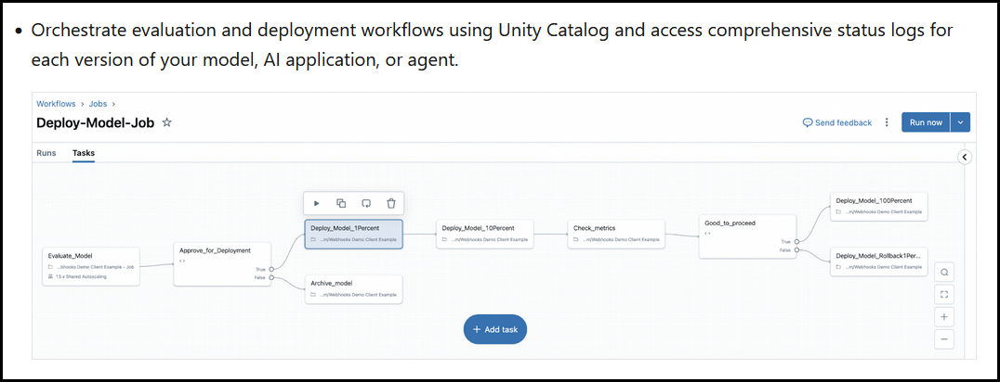 • Orchestrate evaluation and deployment workflows using Unity Catalog and access comprehensive status logs for
each version of your model, AI application, or agent.
Workflows > Jobs >
Deploy-Model-Job
Send feedback
Run now
Runs Tasks
Evaluate_Model
...bhooks Demo Client Example - Job
13.x Shared Autoscaling
Approve_for_Deployment
True
False
Deploy_Model_1Percent
...m/Webhooks Demo Client Example
Archive_model
...m/Webhooks Demo Client Example
Deploy_Model_10Percent
...m/Webhooks Demo Client Example
Check_metrics
...m/Webhooks Demo Client Example
Good_to_proceed
True
False
Deploy_Model_100Percent
...m/Webhooks Demo Client Example
Deploy_Model_Rollback1Per...
...m/Webhooks Demo Client Example
+ Add task